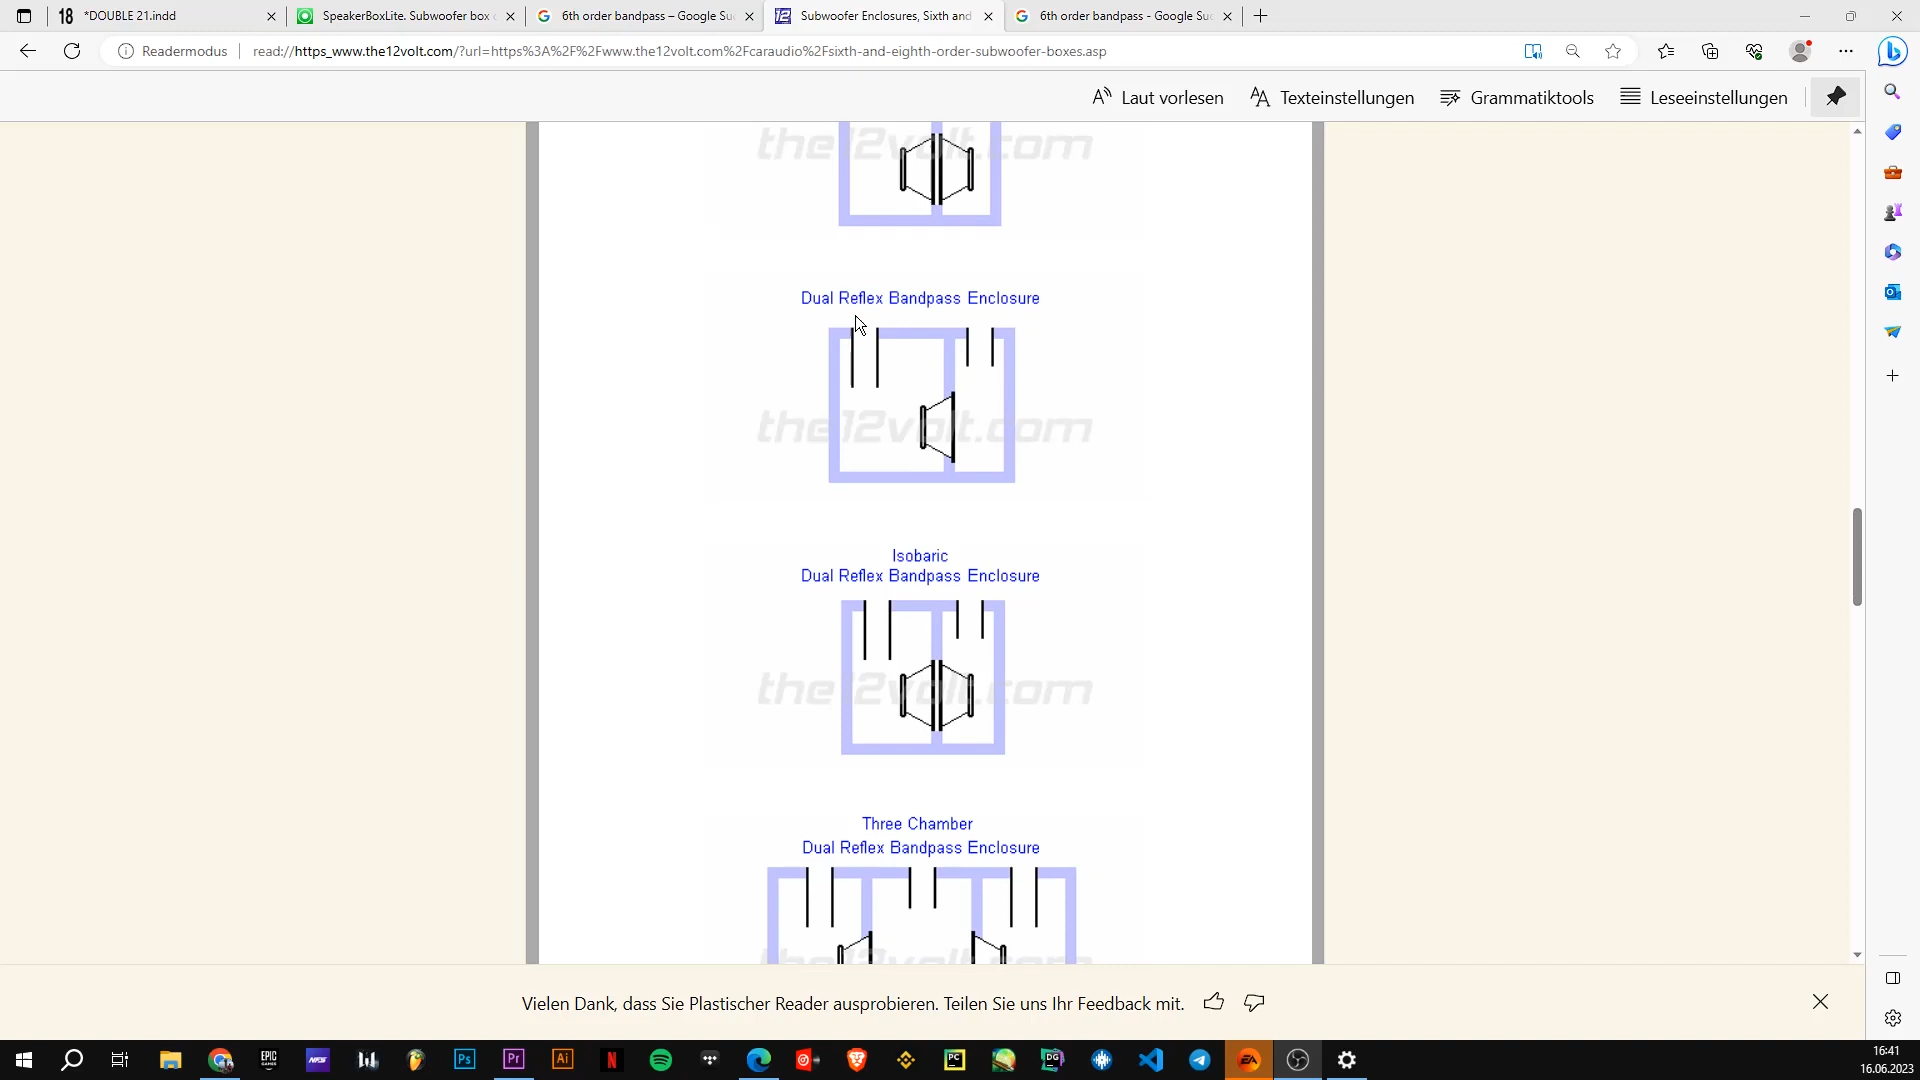 *DOUBLE 21.indd
SpeakerBoxLite. Subwoofer box
6th order bandpass – Google Su
Subwoofer Enclosures, Sixth and
6th order bandpass - Google Su
Readermodus
read://https_www.the12volt.com/?url=https%3A%2F%2Fwww.the12volt.com%2Fcaraudio%2Fsixth-and-eighth-order-subwoofer-boxes.asp
Laut vorlesen
Texteinstellungen
Grammatiktools
Leseeinstellungen
the12volt.com
Dual Reflex Bandpass Enclosure
the12volt.com
Isobaric
Dual Reflex Bandpass Enclosure
the12volt.com
Three Chamber
Dual Reflex Bandpass Enclosure
the12volt.com
Vielen Dank, dass Sie Plastischer Reader ausprobieren. Teilen Sie uns Ihr Feedback mit.
16:41
16.06.2023